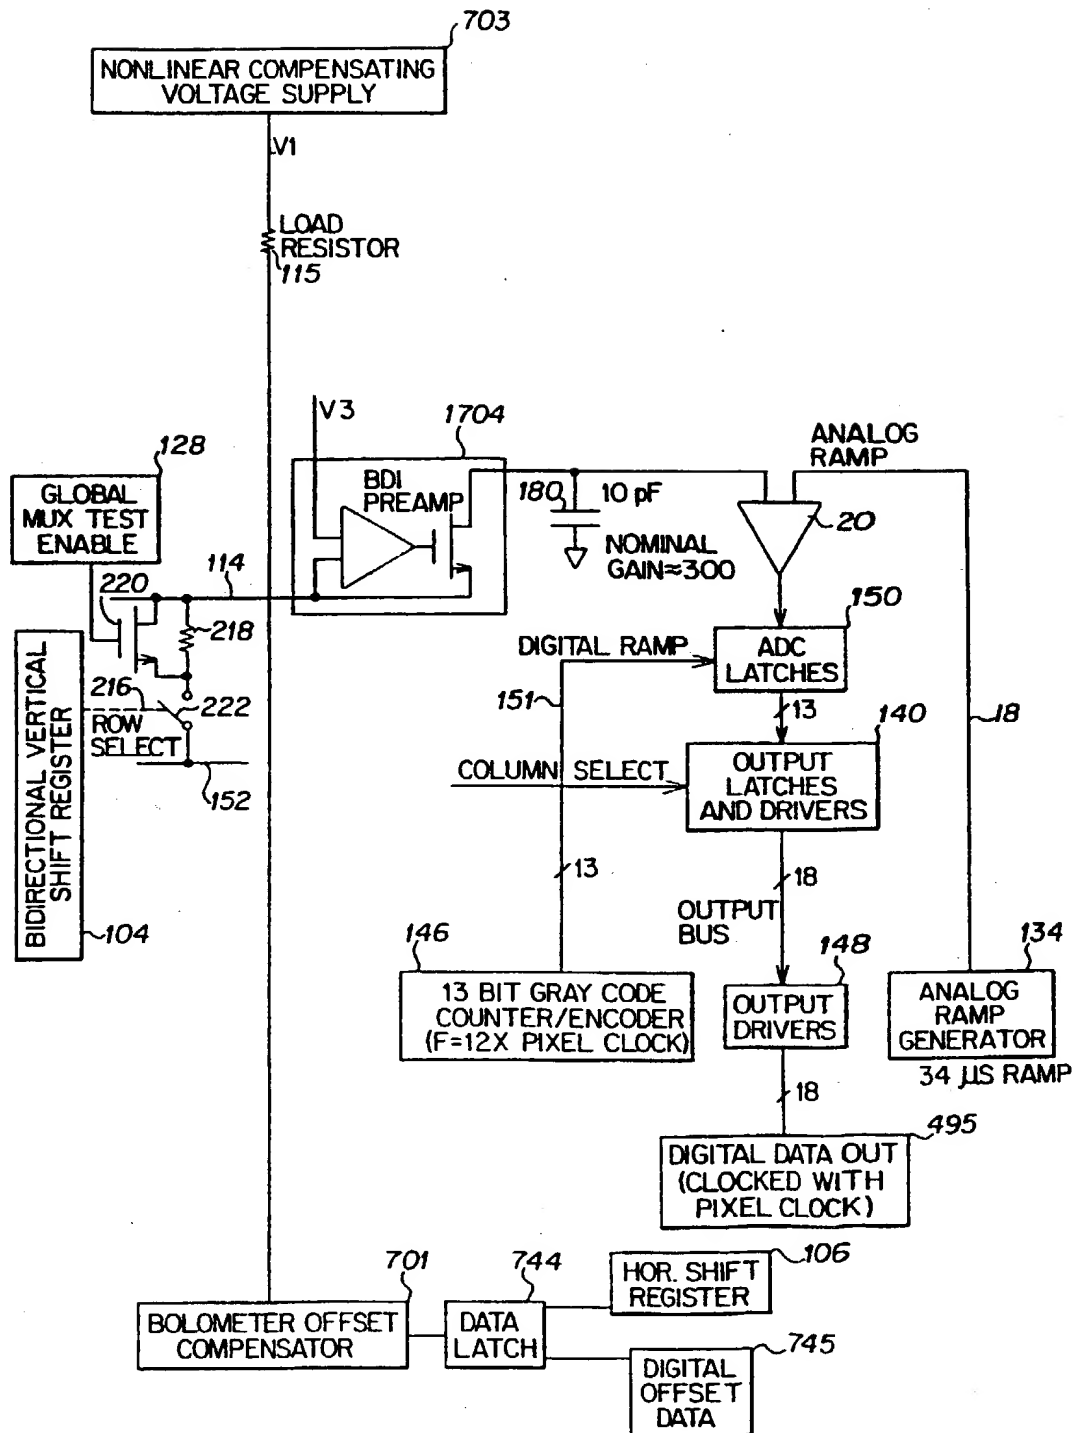 703
NONLINEAR COMPENSATING
VOLTAGE SUPPLY
V1
LOAD
RESISTOR
115
V3
1704
BDI
PREAMP
ANALOG
RAMP
128
GLOBAL
MUX TEST
ENABLE
180
10 pF
20
NOMINAL
GAIN≈300
220
114
218
150
ADC
LATCHES
DIGITAL RAMP
151
216
222
ROW
SELECT
152
BIDIRECTIONAL VERTICAL
SHIFT REGISTER
104
13
18
140
OUTPUT
LATCHES
AND DRIVERS
COLUMN SELECT
13
18
OUTPUT
BUS
146
13 BIT GRAY CODE
COUNTER/ENCODER
(F=12X PIXEL CLOCK)
148
OUTPUT
DRIVERS
134
ANALOG
RAMP
GENERATOR
34 µS RAMP
18
495
DIGITAL DATA OUT
(CLOCKED WITH
PIXEL CLOCK)
106
HOR. SHIFT
REGISTER
701
BOLOMETER OFFSET
COMPENSATOR
744
DATA
LATCH
745
DIGITAL
OFFSET
DATA